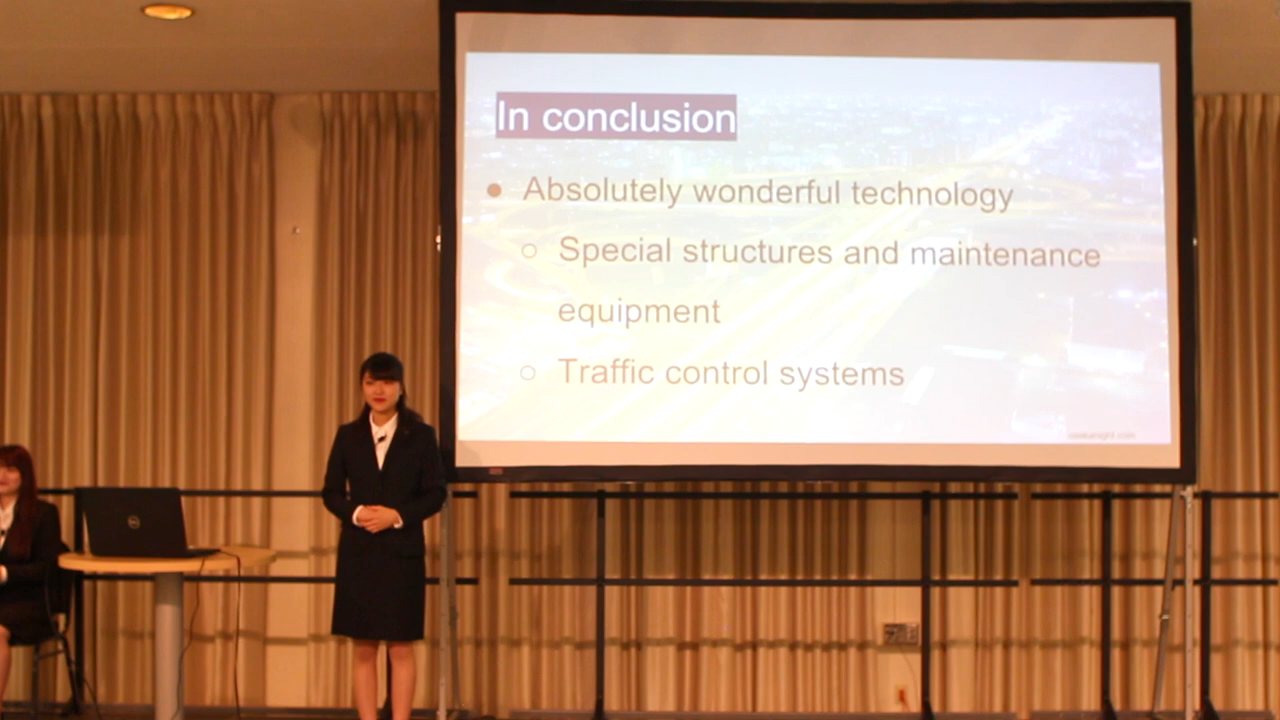 In conclusion
● Absolutely wonderful technology
○ Special structures and maintenance
equipment
○ Traffic control systems